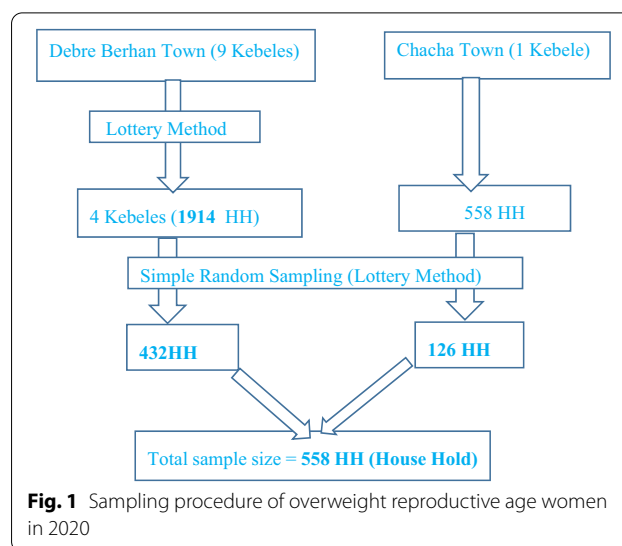 Debre Berhan Town (9 Kebeles)
Chacha Town (1 Kebele)
Lottery Method
4 Kebeles (1914 HH)
558 HH
Simple Random Sampling (Lottery Method)
432HH
126 HH
Total sample size = 558 HH (House Hold)
Fig. 1 Sampling procedure of overweight reproductive age women
in 2020